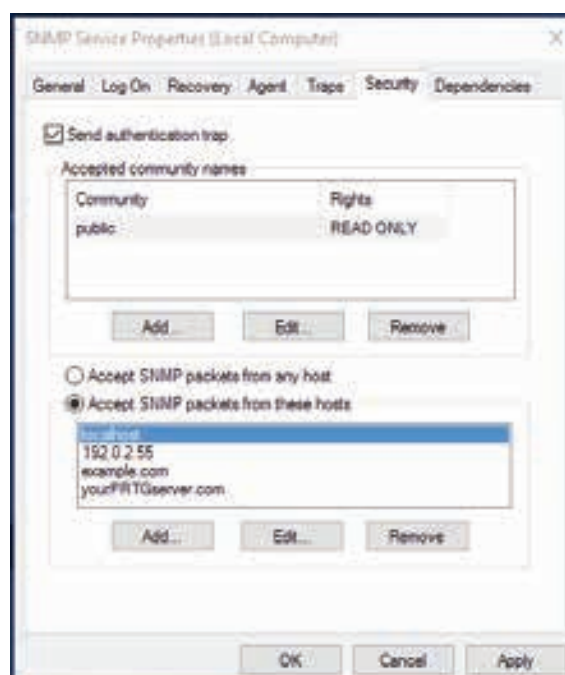 SNMP Service Properties (Local Computer)
General Log On Recovery Agent Traps Security Dependencies
Send authentication trap
Accepted community names
Community Rights
public READ ONLY
Add... Edit... Remove
Accept SNMP packets from any host
Accept SNMP packets from these hosts
localhost
192.0.2.55
example.com
yourPRTGserver.com
Add... Edit... Remove
OK Cancel Apply